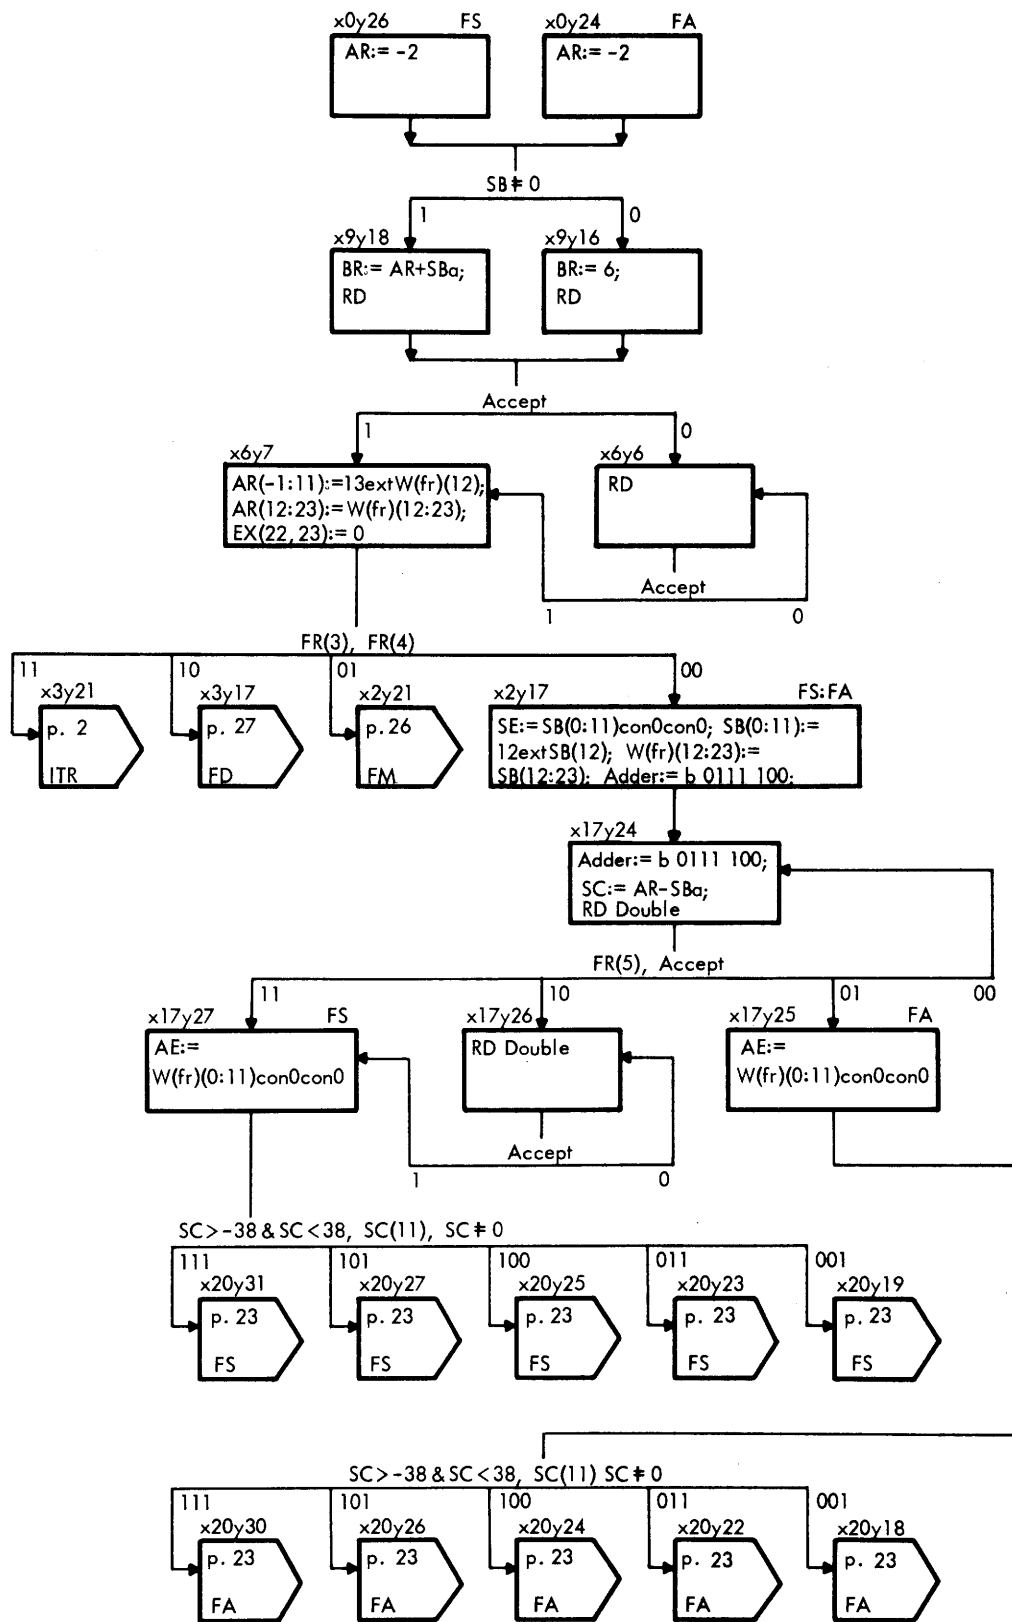 x0y26 FS
AR:= -2
x0y24 FA
AR:= -2
SB ‡ 0
1 0
x9y18
BR:= AR+SBa;
RD
x9y16
BR:= 6;
RD
Accept
1 0
x6y7
AR(-1:11):=13extW(fr)(12);
AR(12:23):=W(fr)(12:23);
EX(22,23):= 0
x6y6
RD
Accept
1 0
FR(3), FR(4)
11 10 01 00
x3y21
p. 2
ITR
x3y17
p. 27
FD
x2y21
p.26
FM
x2y17 FS:FA
SE:=SB(0:11)con0con0; SB(0:11):=
12extSB(12); W(fr)(12:23):=
SB(12:23); Adder:= b 0111 100;
x17y24
Adder:= b 0111 100;
SC:= AR-SBa;
RD Double
FR(5), Accept
11 10 01 00
x17y27 FS
AE:=
W(fr)(0:11)con0con0
x17y26
RD Double
x17y25 FA
AE:=
W(fr)(0:11)con0con0
Accept
1 0
SC>-38 & SC<38, SC(11), SC ‡ 0
111 101 100 011 001
x20y31
p. 23
FS
x20y27
p. 23
FS
x20y25
p. 23
FS
x20y23
p. 23
FS
x20y19
p. 23
FS
SC>-38 & SC<38, SC(11) SC ‡ 0
111 101 100 011 001
x20y30
p. 23
FA
x20y26
p. 23
FA
x20y24
p. 23
FA
x20y22
p. 23
FA
x20y18
p. 23
FA